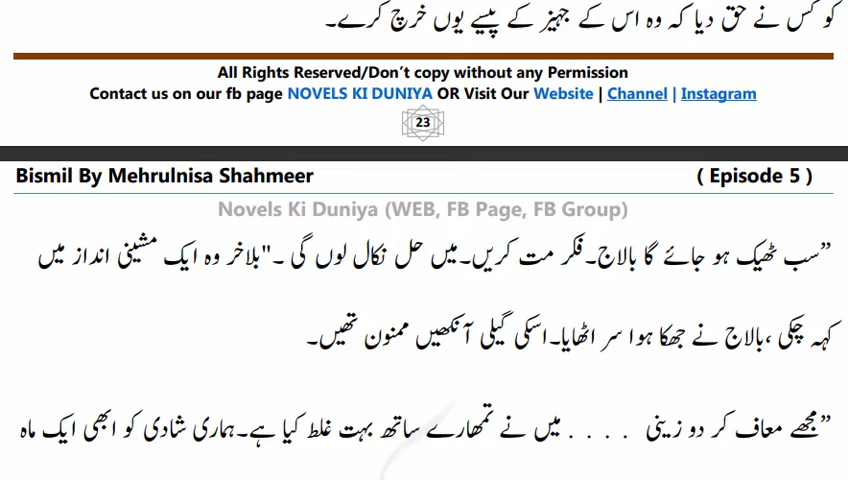 کو کس نے حق دیا کہ وہ اس کے جہیز کے پیسے یوں خرچ کرے۔
All Rights Reserved/Don’t copy without any Permission
Contact us on our fb page NOVELS KI DUNIYA OR Visit Our Website | Channel | Instagram
23
Bismil By Mehrulnisa Shahmeer ( Episode 5 )
Novels Ki Duniya (WEB, FB Page, FB Group)
”سب ٹھیک ہو جائے گا بالاج۔فکر مت کریں۔میں حل نکال لوں گی ۔"بلاخر وہ ایک مشینی انداز میں
کہہ چکی ،بالاج نے جھکا ہوا سر اٹھایا۔اسکی گیلی آنکھیں ممنون تھیں۔
”مجھے معاف کر دو زینی . . . . میں نے تمھارے ساتھ بہت غلط کیا ہے۔ہماری شادی کو ابھی ایک ماہ